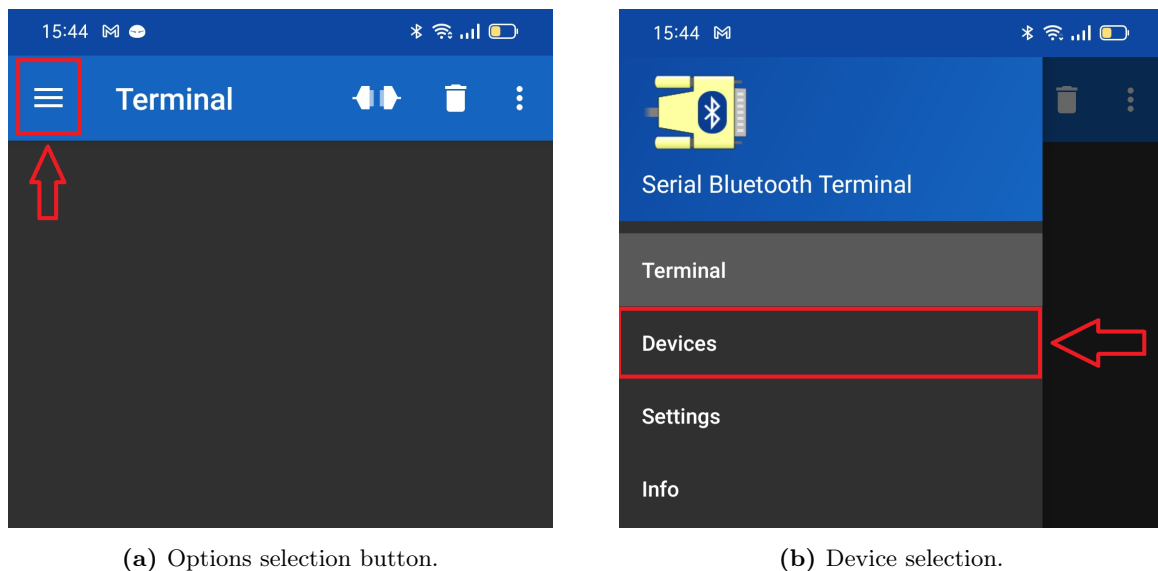 15:44
Terminal
(a) Options selection button.
15:44
Serial Bluetooth Terminal
Terminal
Devices
Settings
Info
(b) Device selection.